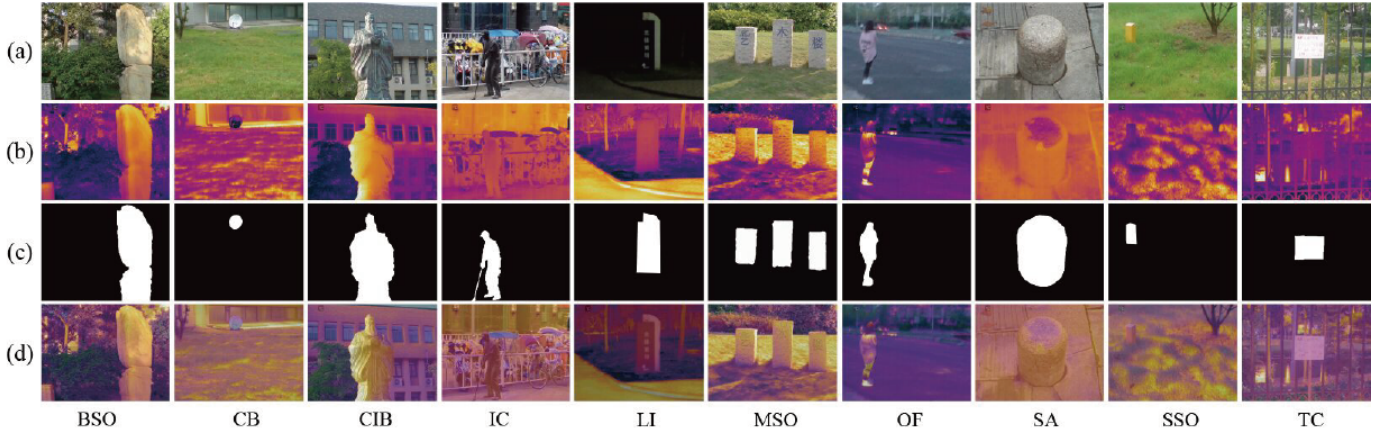 (a)
(b)
(c)
(d)
BSO CB CIB IC LI MSO OF SA SSO TC